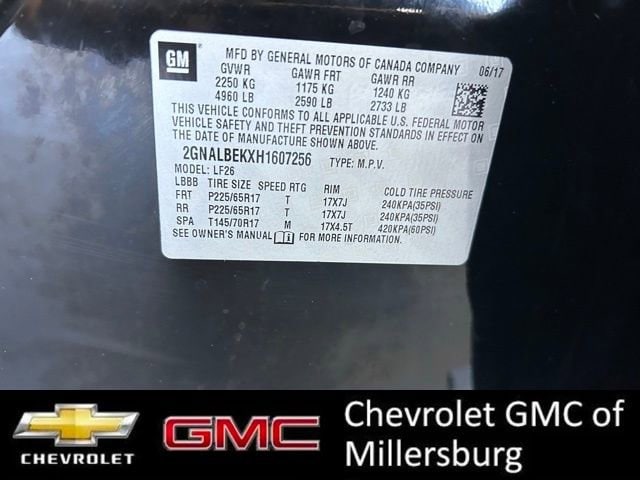 GM
MFD BY GENERAL MOTORS OF CANADA COMPANY 06/17
GVWR GAWR FRT GAWR RR
2250 KG 1175 KG 1240 KG
4960 LB 2590 LB 2733 LB
THIS VEHICLE CONFORMS TO ALL APPLICABLE U.S. FEDERAL MOTOR
VEHICLE SAFETY AND THEFT PREVENTION STANDARDS IN EFFECT ON
THE DATE OF MANUFACTURE SHOWN ABOVE.
2GNALBEKXH1607256 TYPE: M.P.V.
MODEL: LF26
LBBB TIRE SIZE SPEED RTG RIM COLD TIRE PRESSURE
FRT P225/65R17 T 17X7J 240KPA(35PSI)
RR P225/65R17 T 17X7J 240KPA(35PSI)
SPA T145/70R17 M 17X4.5T 420KPA(60PSI)
SEE OWNER'S MANUAL FOR MORE INFORMATION.
CHEVROLET
GMC
Chevrolet GMC of
Millersburg